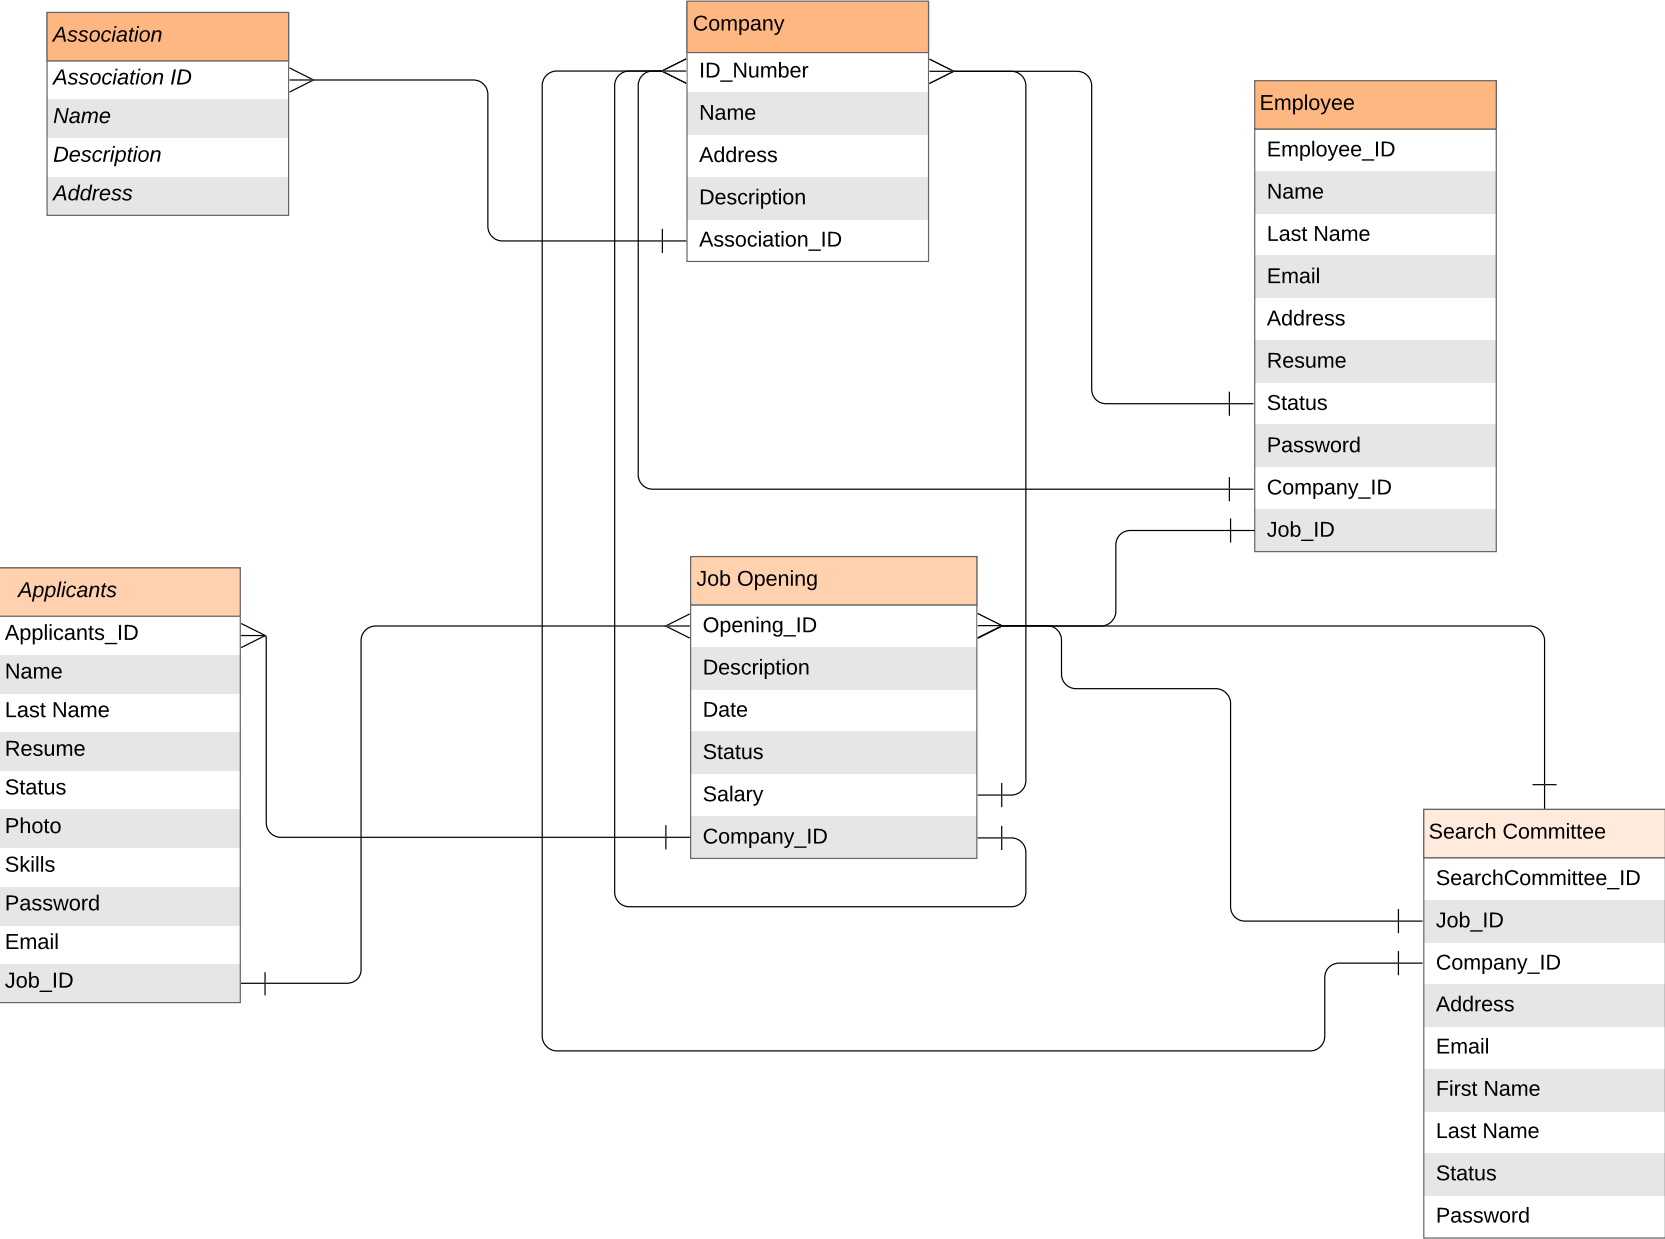 Association
Association ID
Name
Description
Address
Company
ID_Number
Name
Address
Description
Association_ID
Employee
Employee_ID
Name
Last Name
Email
Address
Resume
Status
Password
Company_ID
Job_ID
Applicants
Applicants_ID
Name
Last Name
Resume
Status
Photo
Skills
Password
Email
Job_ID
Job Opening
Opening_ID
Description
Date
Status
Salary
Company_ID
Search Committee
SearchCommittee_ID
Job_ID
Company_ID
Address
Email
First Name
Last Name
Status
Password